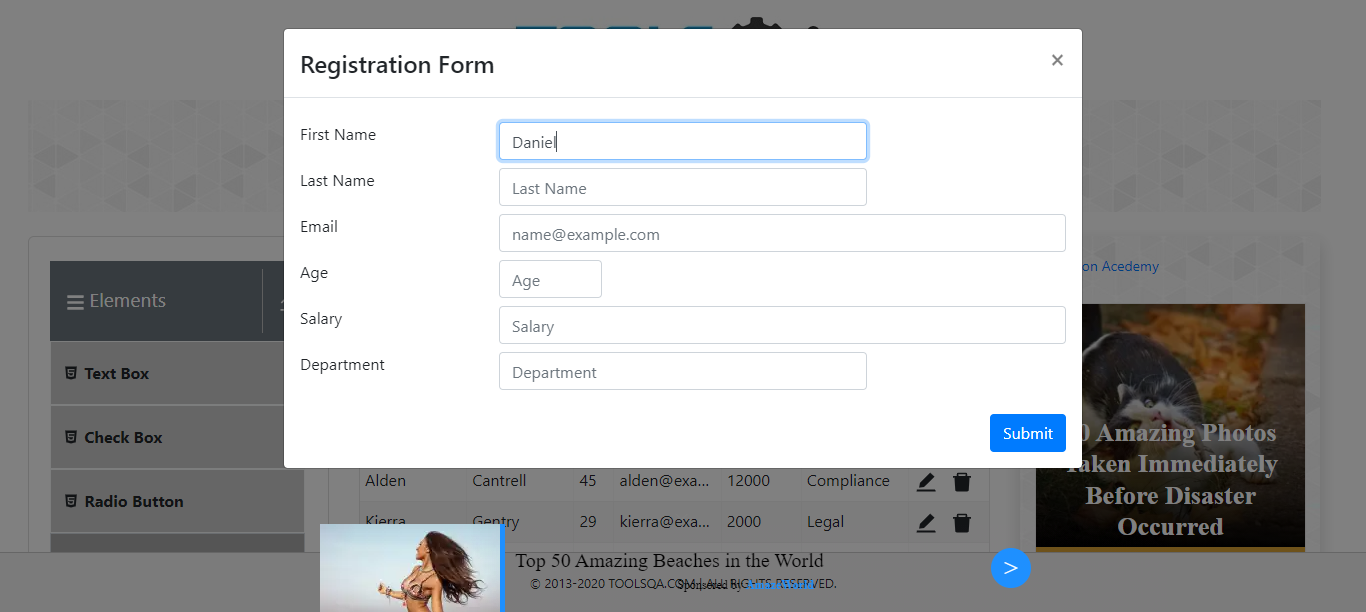 Registration Form
×
First Name
Daniel
Last Name
Last Name
Email
name@example.com
Age
Age
Salary
Salary
Department
Department
Submit
on Acedemy
Elements
Text Box
Check Box
Radio Button
Alden Cantrell 45 alden@exa... 12000 Compliance
Kierra Gentry 29 kierra@exa... 2000 Legal
0 Amazing Photos
Taken Immediately
Before Disaster
Occurred
Top 50 Amazing Beaches in the World
>
© 2013-2020 TOOLSQA.COM | ALL RIGHTS RESERVED.
Sponsored by